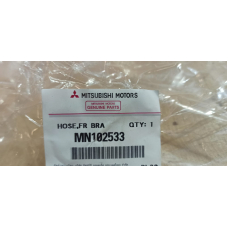 MITSUBISHI MOTORS
GENUINE PARTS
HOSE,FR BRA QTY: 1
MN102533